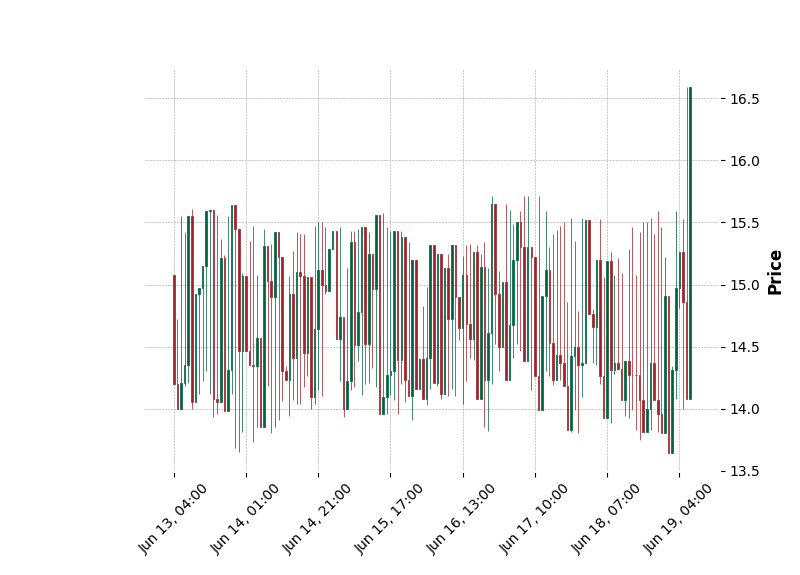 16.5
16.0
15.5
15.0
14.5
14.0
13.5
Price
Jun 13, 04:00
Jun 14, 01:00
Jun 14, 21:00
Jun 15, 17:00
Jun 16, 13:00
Jun 17, 10:00
Jun 18, 07:00
Jun 19, 04:00